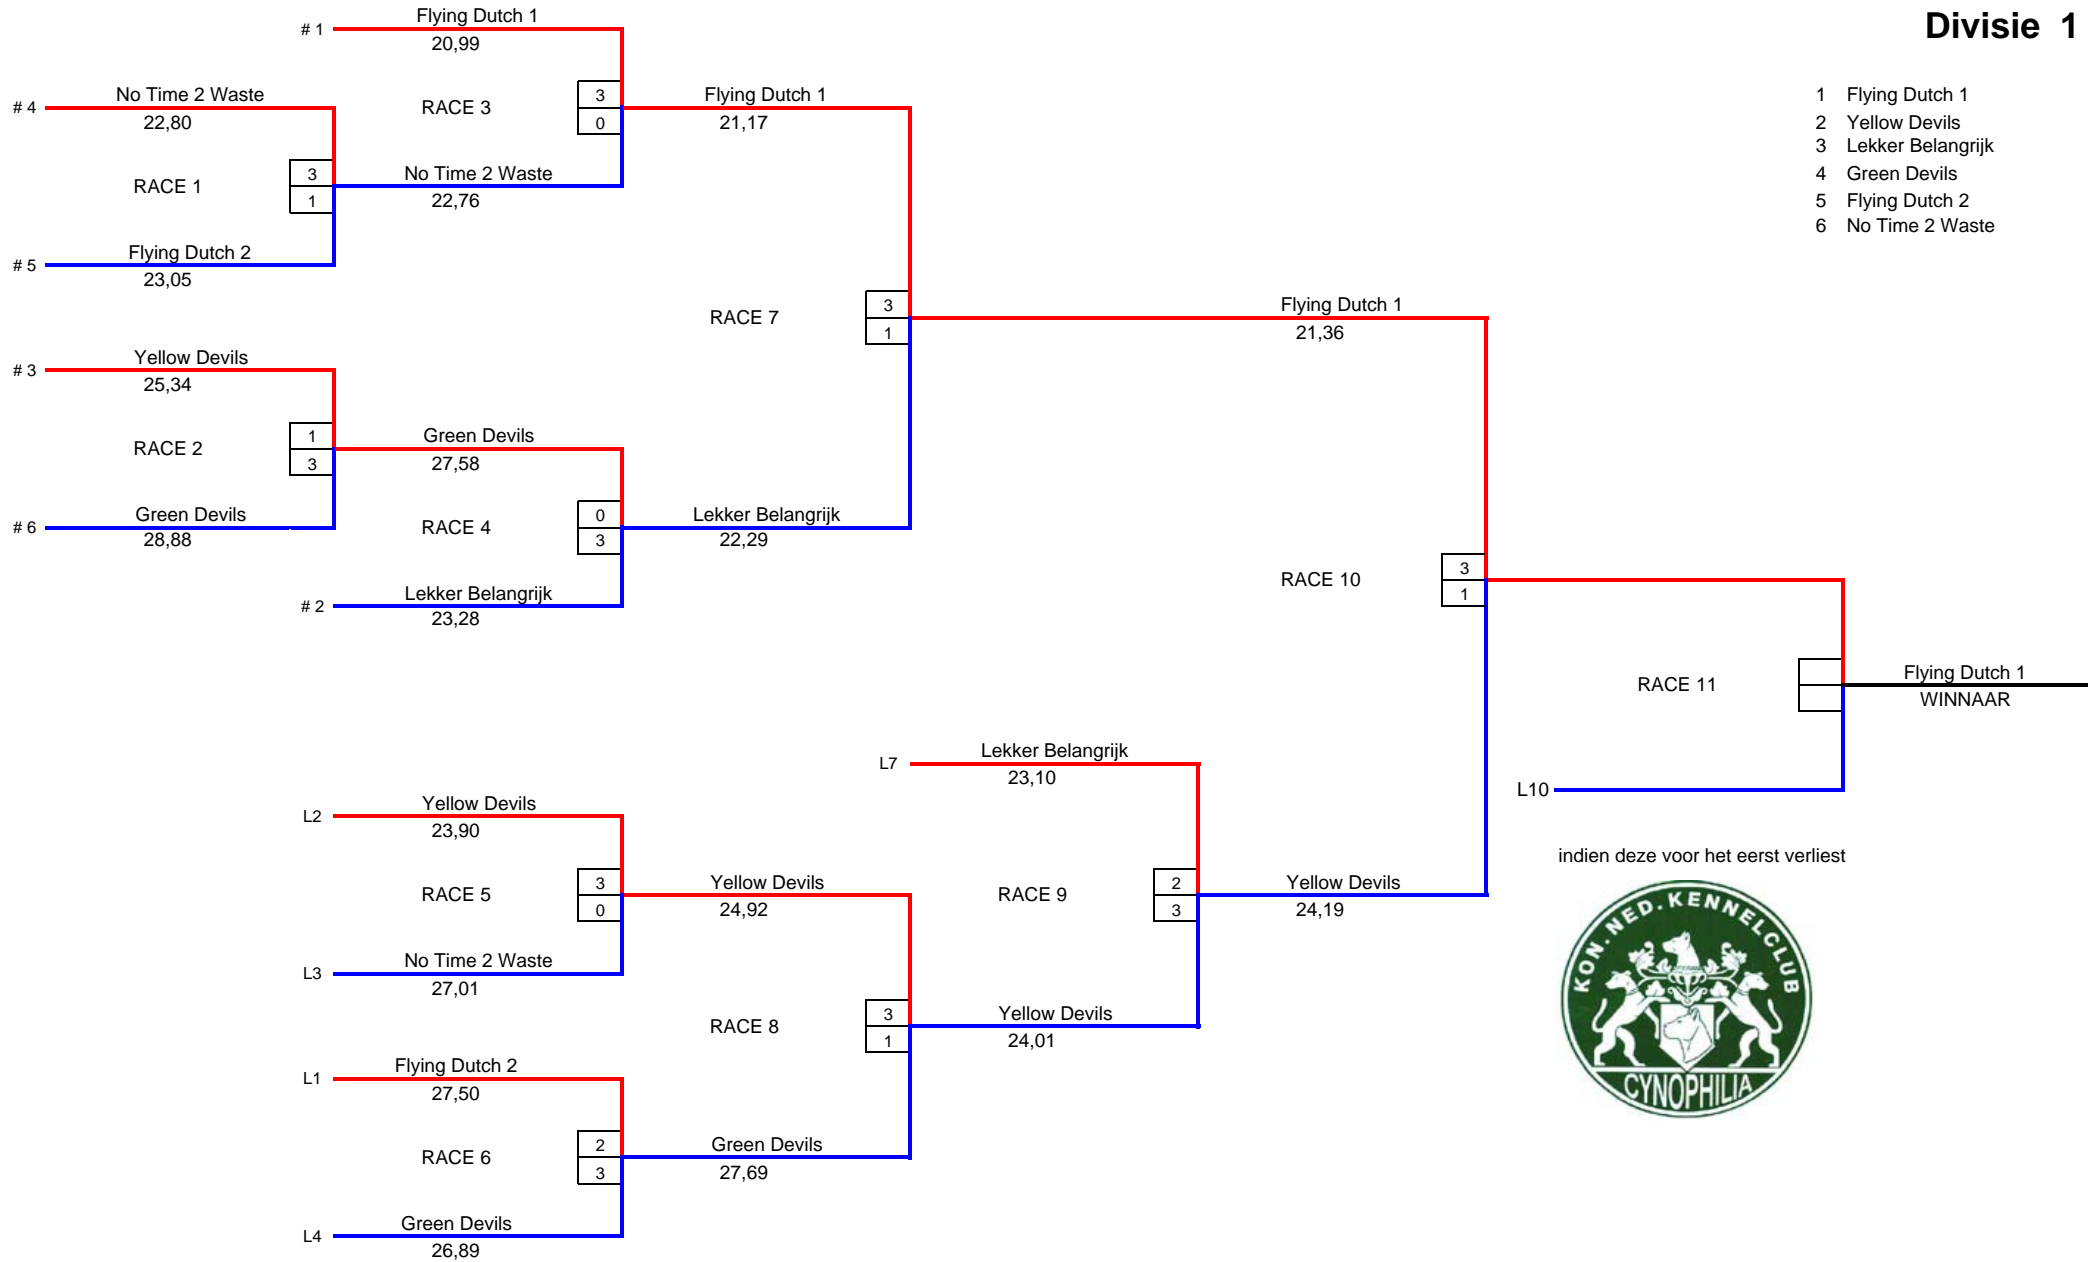 Divisie 1
1 Flying Dutch 1
2 Yellow Devils
3 Lekker Belangrijk
4 Green Devils
5 Flying Dutch 2
6 No Time 2 Waste
# 1 Flying Dutch 1
20,99
# 4 No Time 2 Waste
22,80
RACE 1
3
1
# 5 Flying Dutch 2
23,05
RACE 3
3
0
No Time 2 Waste
22,76
Flying Dutch 1
21,17
# 3 Yellow Devils
25,34
RACE 2
1
3
# 6 Green Devils
28,88
Green Devils
27,58
RACE 4
0
3
# 2 Lekker Belangrijk
23,28
Lekker Belangrijk
22,29
RACE 7
3
1
Flying Dutch 1
21,36
L2 Yellow Devils
23,90
RACE 5
3
0
L3 No Time 2 Waste
27,01
L1 Flying Dutch 2
27,50
RACE 6
2
3
L4 Green Devils
26,89
Yellow Devils
24,92
RACE 8
3
1
Green Devils
27,69
L7 Lekker Belangrijk
23,10
RACE 9
2
3
Yellow Devils
24,01
Yellow Devils
24,19
RACE 10
3
1
RACE 11
L10
Flying Dutch 1
WINNAAR
indien deze voor het eerst verliest
KON.NED.KENNELCLUB
CYNOPHILIA